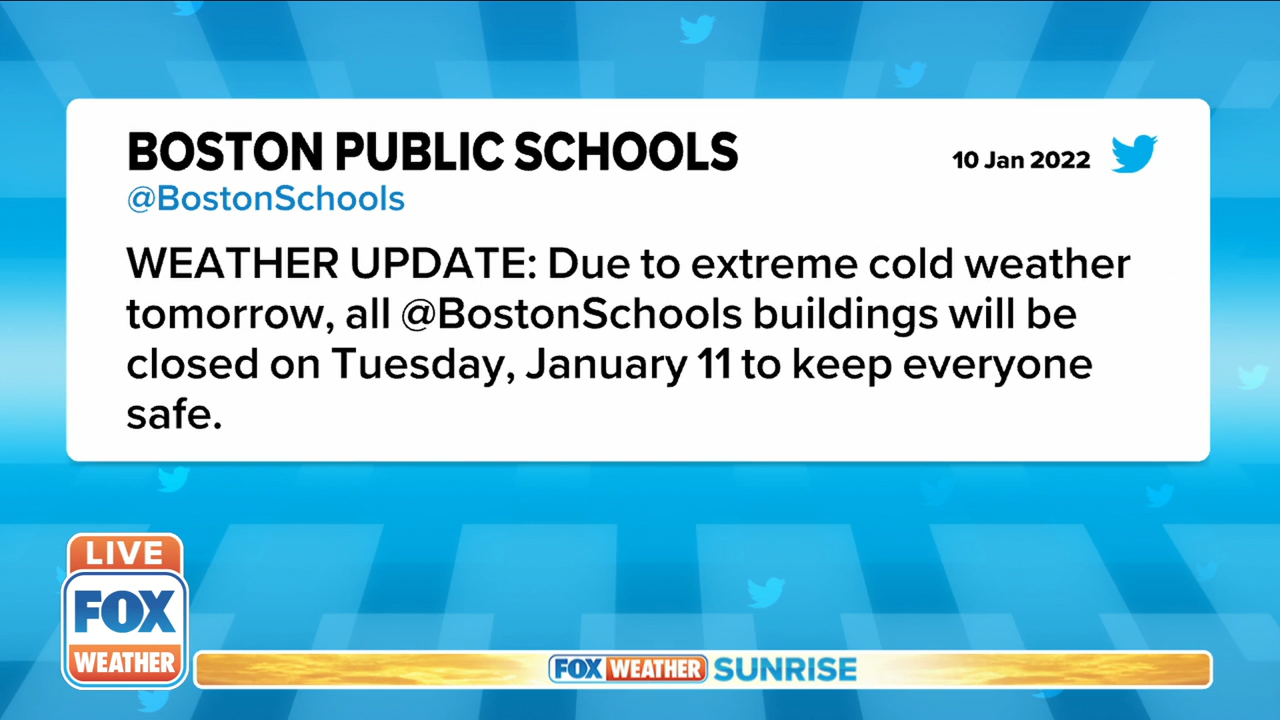 BOSTON PUBLIC SCHOOLS
10 Jan 2022
@BostonSchools
WEATHER UPDATE: Due to extreme cold weather
tomorrow, all @BostonSchools buildings will be
closed on Tuesday, January 11 to keep everyone
safe.
LIVE
FOX
WEATHER
FOX WEATHER SUNRISE